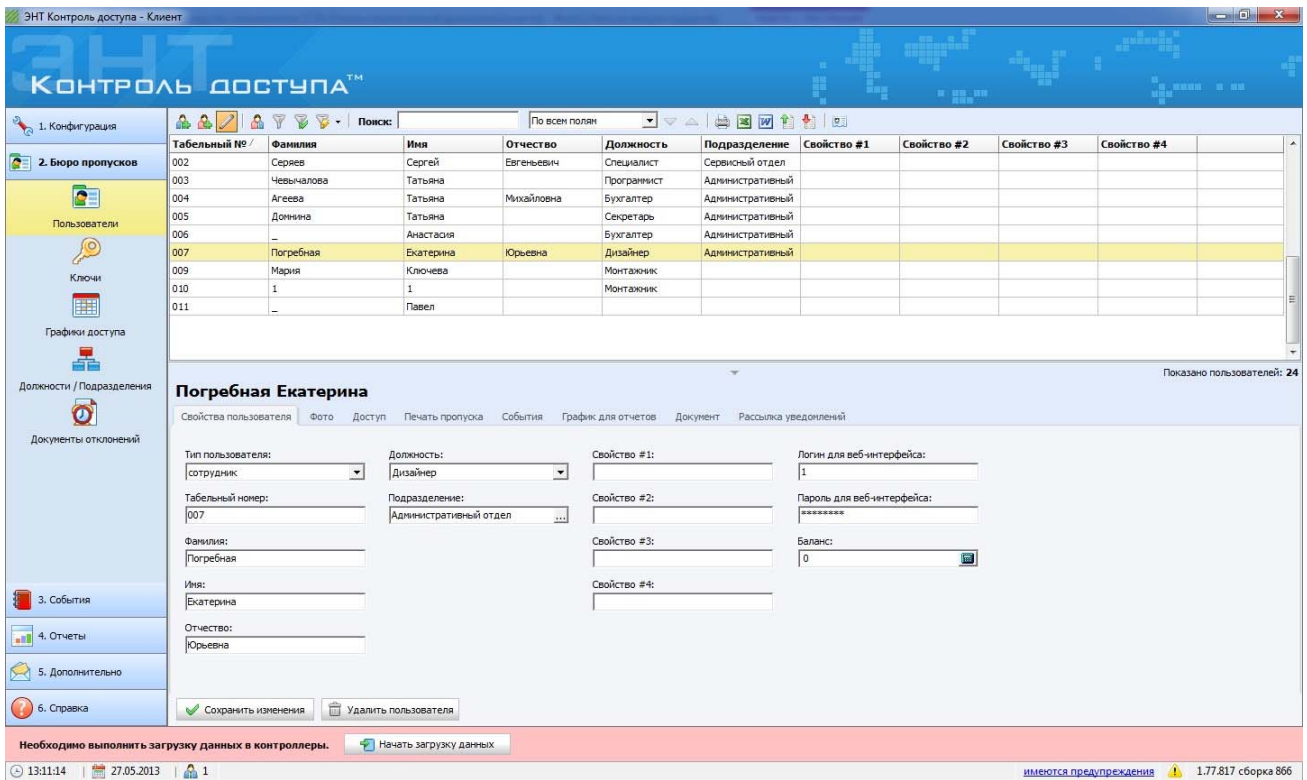 ЭНТ Контроль доступа - Клиент
ЭНТ
КОНТРОЛЬ ДОСТУПА™
1. Конфигурация
2. Бюро пропусков
Пользователи
Ключи
Графики доступа
Должности / Подразделения
Документы отклонений
3. События
4. Отчеты
5. Дополнительно
6. Справка
Поиск: По всем полям
Табельный № Фамилия Имя Отчество Должность Подразделение Свойство #1 Свойство #2 Свойство #3 Свойство #4
002 Серяев Сергей Евгеньевич Специалист Сервисный отдел
003 Чевычалова Татьяна Программист Административный
004 Агеева Татьяна Михайловна Бухгалтер Административный
005 Домнина Татьяна Секретарь Административный
006 _ Анастасия Бухгалтер Административный
007 Погребная Екатерина Юрьевна Дизайнер Административный
009 Мария Ключева Монтажник
010 1 1 Монтажник
011 _ Павел
Показано пользователей: 24
Погребная Екатерина
Свойства пользователя Фото Доступ Печать пропуска События График для отчетов Документ Рассылка уведомлений
Тип пользователя: Должность: Свойство #1: Логин для веб-интерфейса:
сотрудник Дизайнер 1
Табельный номер: Подразделение: Свойство #2: Пароль для веб-интерфейса:
007 Административный отдел ... ********
Фамилия: Свойство #3: Баланс:
Погребная 0
Имя: Свойство #4:
Екатерина
Отчество:
Юрьевна
Сохранить изменения Удалить пользователя
Необходимо выполнить загрузку данных в контроллеры. Начать загрузку данных
13:11:14 27.05.2013 1 имеются предупреждения 1.77.817 сборка 866